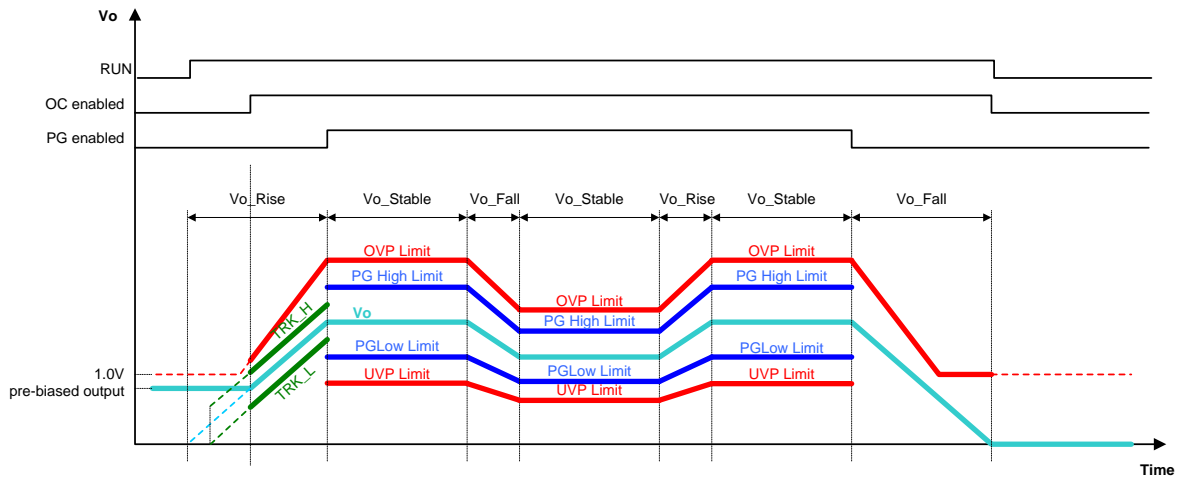 Vo
RUN
OC enabled
PG enabled
Vo_Rise Vo_Stable Vo_Fall Vo_Stable Vo_Rise Vo_Stable Vo_Fall
OVP Limit OVP Limit
PG High Limit PG High Limit
OVP Limit
TRK_H Vo
PG High Limit
PGLow Limit PGLow Limit
1.0V
TRK_L UVP Limit PGLow Limit UVP Limit
pre-biased output
UVP Limit
Time